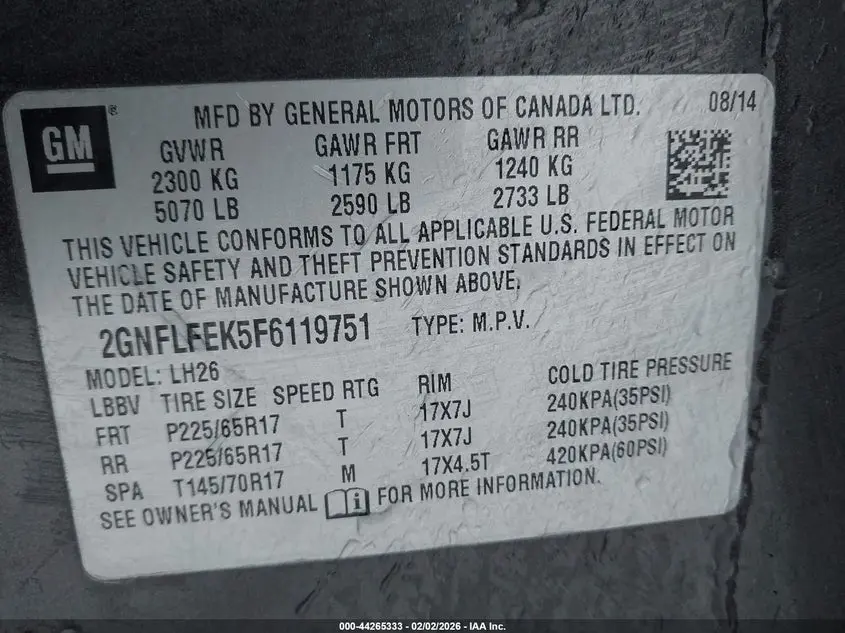 GM ®
MFD BY GENERAL MOTORS OF CANADA LTD. 08/14
GVWR GAWR FRT GAWR RR
2300 KG 1175 KG 1240 KG
5070 LB 2590 LB 2733 LB
THIS VEHICLE CONFORMS TO ALL APPLICABLE U.S. FEDERAL MOTOR
VEHICLE SAFETY AND THEFT PREVENTION STANDARDS IN EFFECT ON
THE DATE OF MANUFACTURE SHOWN ABOVE.
2GNFLFEK5F6119751 TYPE: M.P.V.
MODEL: LH26
LBBV TIRE SIZE SPEED RTG RIM COLD TIRE PRESSURE
FRT P225/65R17 T 17X7J 240KPA(35PSI)
RR P225/65R17 T 17X7J 240KPA(35PSI)
SPA T145/70R17 M 17X4.5T 420KPA(60PSI)
SEE OWNER'S MANUAL i FOR MORE INFORMATION.
000-44265333 - 02/02/2026 - IAA Inc.